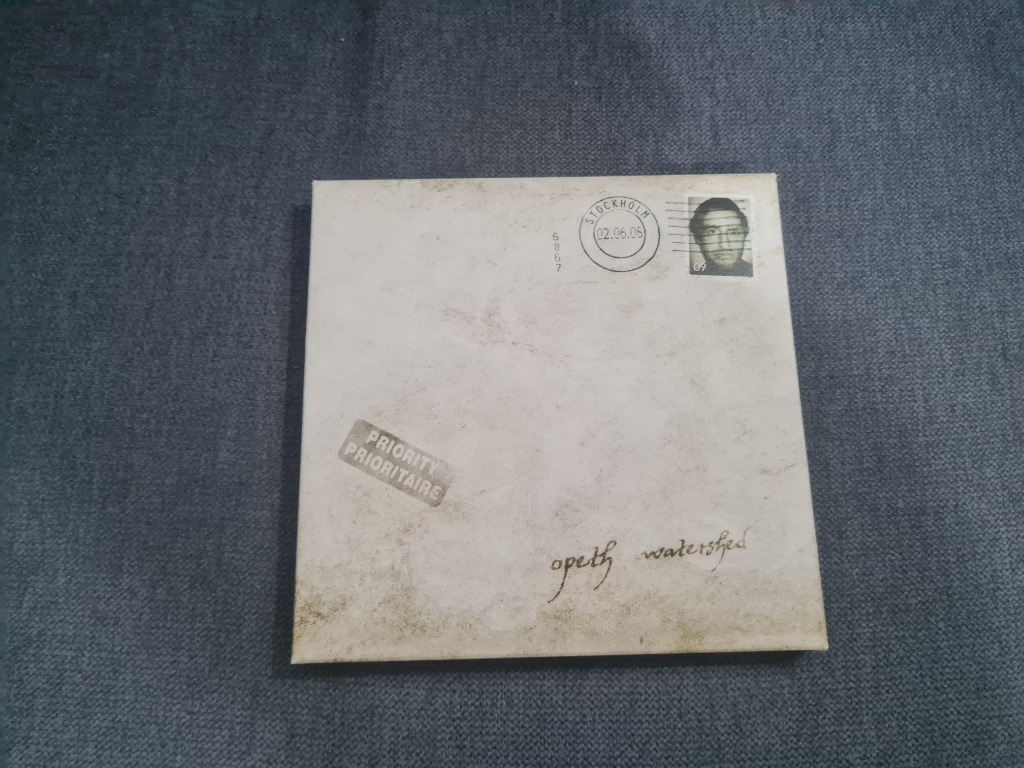 STOCKHOLM
02.06.08
6867
09
PRIORITY
PRIORITAIRE
opeth watershed